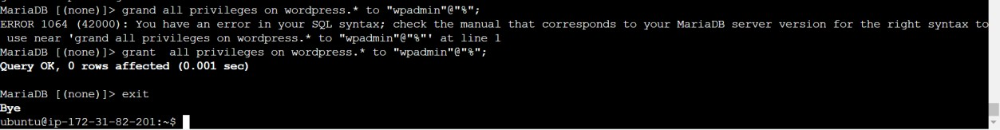 MariaDB [(none)]> grand all privileges on wordpress.* to "wpadmin"@"%";
ERROR 1064 (42000): You have an error in your SQL syntax; check the manual that corresponds to your MariaDB server version for the right syntax to
 use near 'grand all privileges on wordpress.* to "wpadmin"@"%"' at line 1
MariaDB [(none)]> grant  all privileges on wordpress.* to "wpadmin"@"%";
Query OK, 0 rows affected (0.001 sec)
MariaDB [(none)]> exit
Bye
ubuntu@ip-172-31-82-201:~$